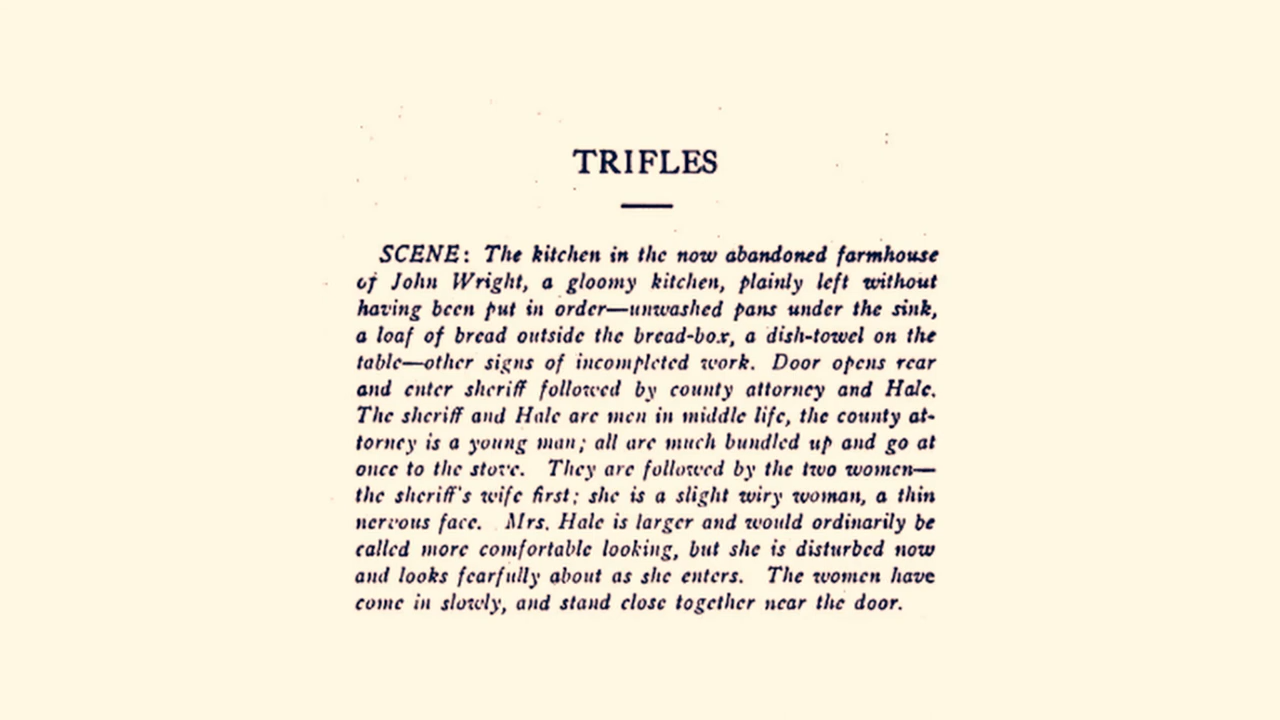 TRIFLES
SCENE: The kitchen in the now abandoned farmhouse
of John Wright, a gloomy kitchen, plainly left without
having been put in order—unwashed pans under the sink,
a loaf of bread outside the bread-box, a dish-towel on the
table—other signs of incompleted work. Door opens rear
and enter sheriff followed by county attorney and Hale.
The sheriff and Hale are men in middle life, the county at-
torney is a young man; all are much bundled up and go at
once to the stove. They are followed by the two women—
the sheriff's wife first; she is a slight wiry woman, a thin
nervous face. Mrs. Hale is larger and would ordinarily be
called more comfortable looking, but she is disturbed now
and looks fearfully about as she enters. The women have
come in slowly, and stand close together near the door.